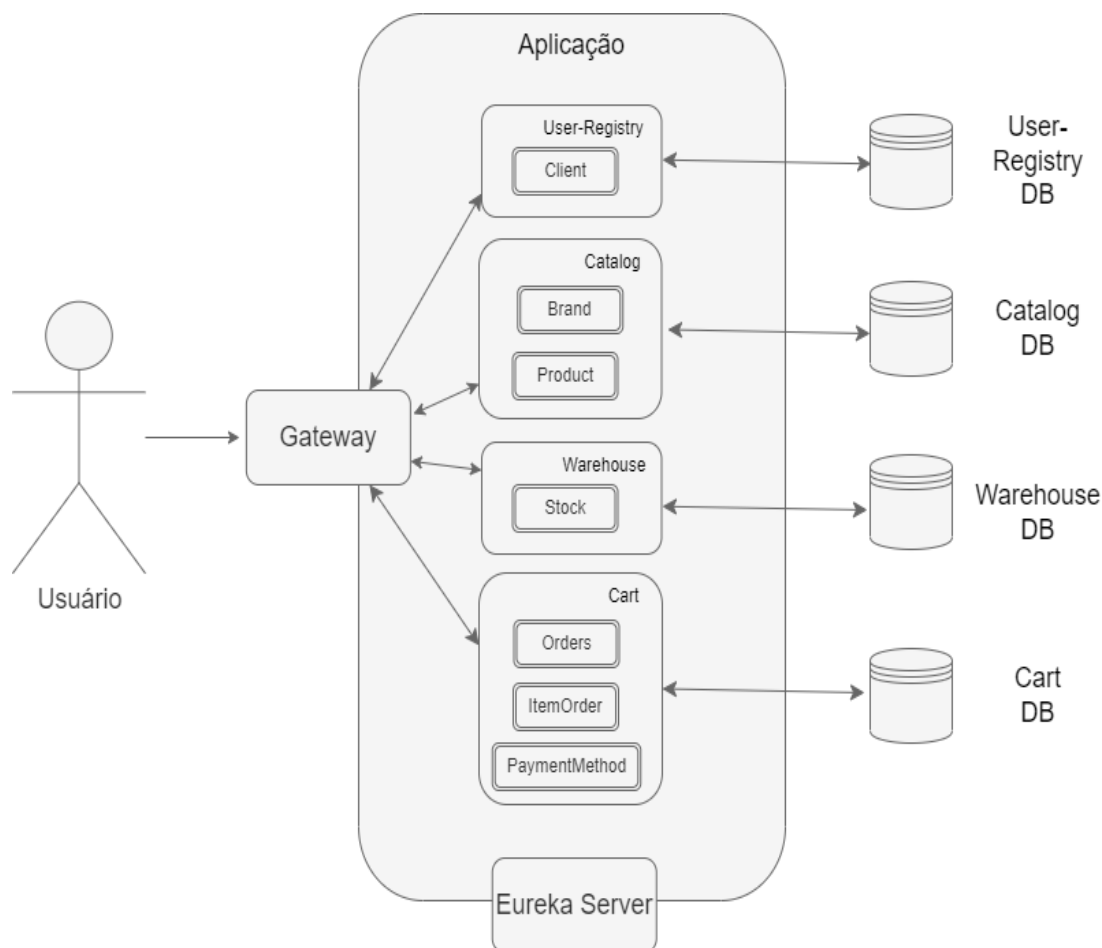 Aplicação
User-Registry
Client
User-
Registry
DB
Catalog
Brand
Product
Catalog
DB
Gateway
Usuário
Warehouse
Stock
Warehouse
DB
Cart
Orders
ItemOrder
PaymentMethod
Cart
DB
Eureka Server